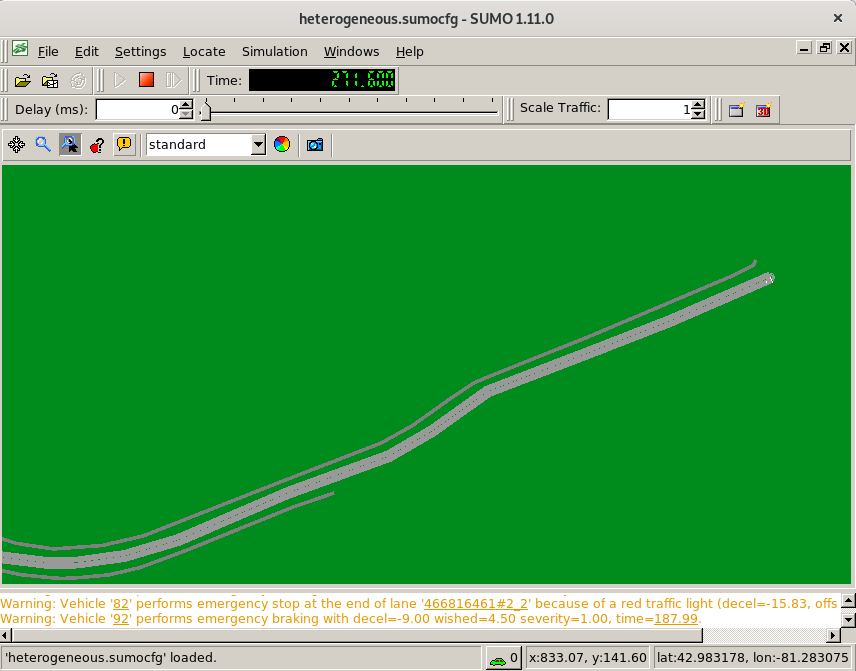 heterogeneous.sumocfg - SUMO 1.11.0
File Edit Settings Locate Simulation Windows Help
Time: 271.600
Delay (ms): 0 Scale Traffic: 1
standard
Warning: Vehicle '82' performs emergency stop at the end of lane '466816461#2_2' because of a red traffic light (decel=-15.83, offs
Warning: Vehicle '92' performs emergency braking with decel=-9.00 wished=4.50 severity=1.00, time=187.99.
'heterogeneous.sumocfg' loaded. 0 x:833.07, y:141.60 lat:42.983178, lon:-81.283075